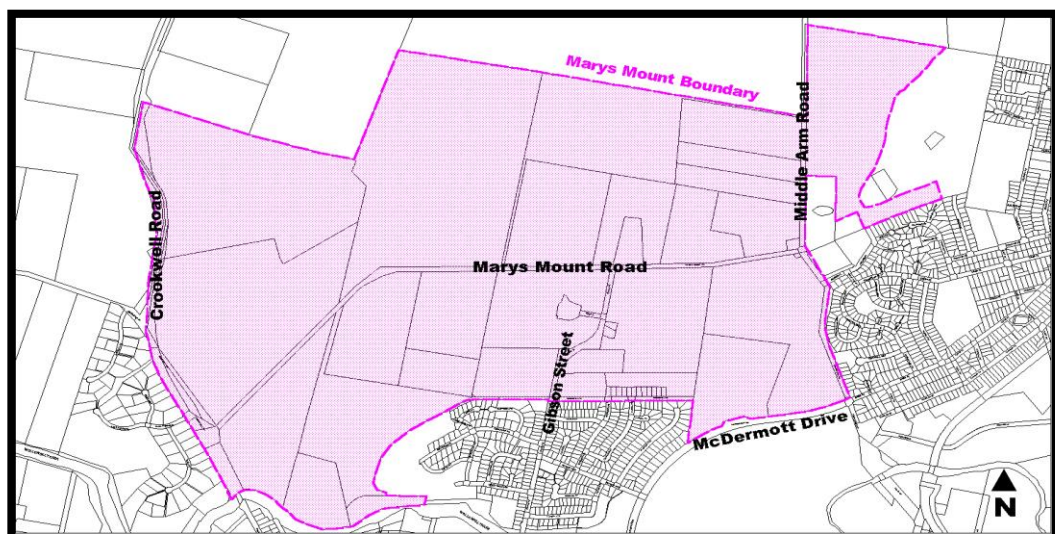 Marys Mount Boundary
Middle Arm Road
Crookwell Road
Marys Mount Road
Gibson Street
McDermott Drive
N